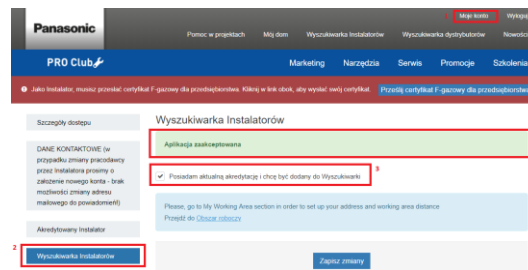 1 Moje konto Wyloguj
Panasonic
Pomoc w projektach Mój dom Wyszukiwarka Instalatorów Wyszukiwarka dystrybutorów Nowości
PRO Club
Marketing Narzędzia Serwis Promocje Szkolenia
Jako Instalator, musisz przesłać certyfikat F-gazowy dla przedsiębiorstwa. Kliknij w link obok, aby wysłać swój certyfikat. Prześlij certyfikat F-gazowy dla przedsiębiorstwa
Szczegóły dostępu
Wyszukiwarka Instalatorów
Aplikacja zaakceptowana
DANE KONTAKTOWE (w
przypadku zmiany pracodawcy
przez Instalatora prosimy o
założenie nowego konta - brak
możliwości zmiany adresu
mailowego do powiadomień!)
Posiadam aktualną akredytację i chcę być dodany do Wyszukiwarki
3
Please, go to My Working Area section in order to set up your address and working area distance
Przejdź do Obszar roboczy
Akredytowany Instalator
2
Wyszukiwarka Instalatorów
Zapisz zmiany